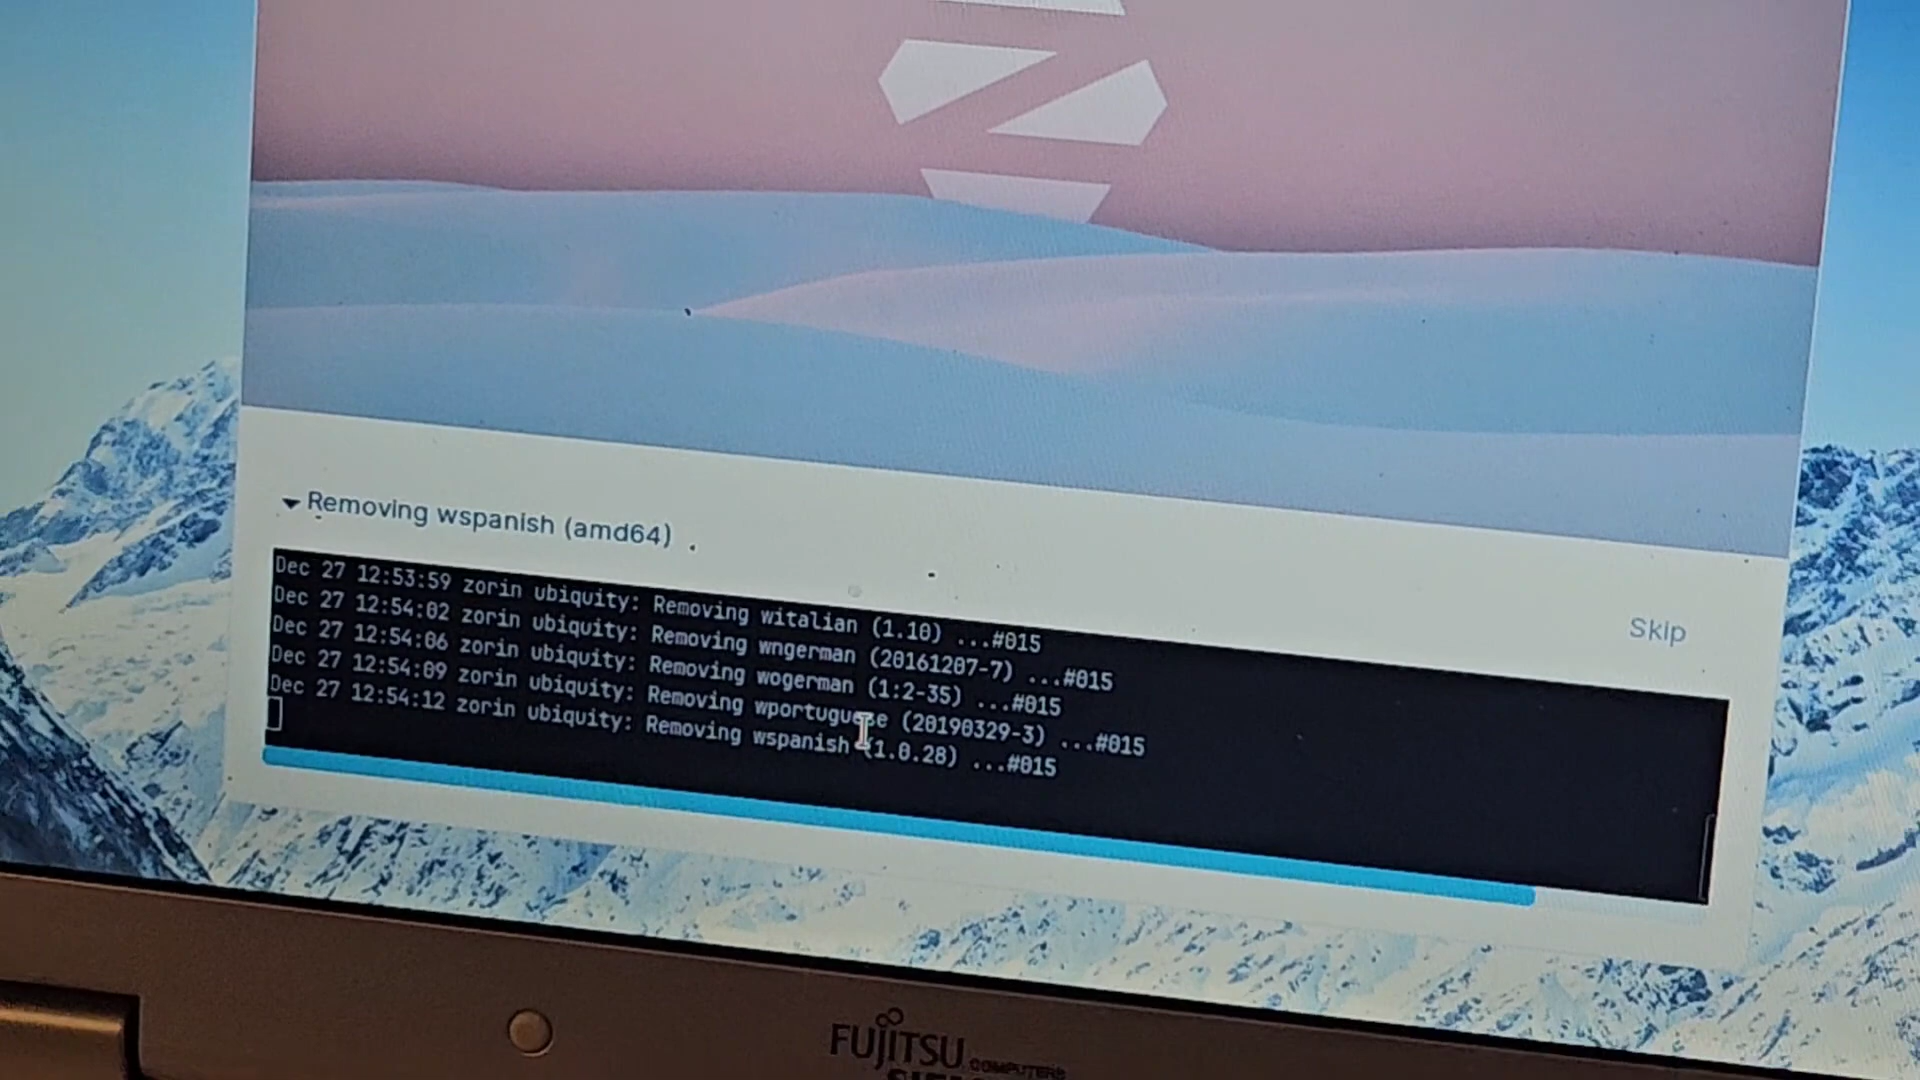 Removing wspanish (amd64)
Skip
Dec 27 12:53:59 zorin ubiquity: Removing witalian (1.10) ...#015
Dec 27 12:54:02 zorin ubiquity: Removing wngerman (20161207-7) ...#015
Dec 27 12:54:06 zorin ubiquity: Removing wogerman (1:2-35) ...#015
Dec 27 12:54:09 zorin ubiquity: Removing wportuguese (20190329-3) ...#015
Dec 27 12:54:12 zorin ubiquity: Removing wspanish (1.0.28) ...#015
FUJITSU COMPUTERS